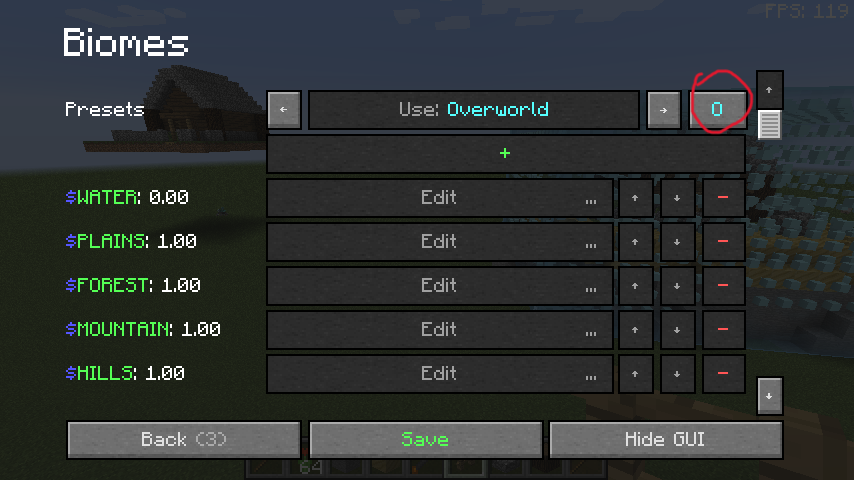 FPS: 119
Biomes
Presets ← Use: Overworld → O ↑
+
$WATER: 0.00 Edit ... ↑ ↓ −
$PLAINS: 1.00 Edit ... ↑ ↓ −
$FOREST: 1.00 Edit ... ↑ ↓ −
$MOUNTAIN: 1.00 Edit ... ↑ ↓ −
$HILLS: 1.00 Edit ... ↑ ↓ −
↓
Back (3) Save Hide GUI
64